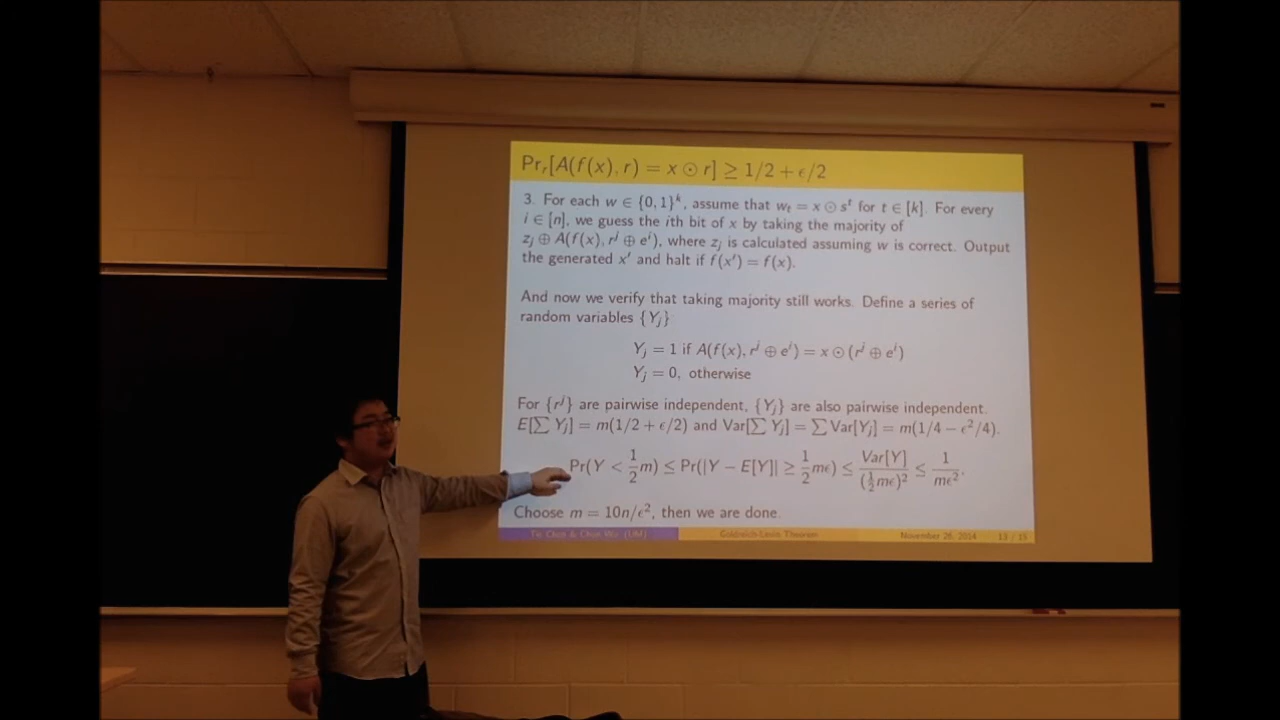 Pr_r[A(f(x), r) = x ⊙ r] ≥ 1/2 + ϵ/2
3. For each w ∈ {0, 1}^k, assume that w_t = x ⊙ s^t for t ∈ [k]. For every
i ∈ [n], we guess the ith bit of x by taking the majority of
z_j ⊕ A(f(x), r^j ⊕ e^i), where z_j is calculated assuming w is correct. Output
the generated x′ and halt if f(x′) = f(x).
And now we verify that taking majority still works. Define a series of
random variables {Y_j}
Y_j = 1 if A(f(x), r^j ⊕ e^i) = x ⊙ (r^j ⊕ e^i)
Y_j = 0, otherwise
For {r^j} are pairwise independent, {Y_j} are also pairwise independent.
E[∑ Y_j] = m(1/2 + ϵ/2) and Var[∑ Y_j] = ∑ Var[Y_j] = m(1/4 − ϵ²/4).
Pr(Y < 1/2 m) ≤ Pr(|Y − E[Y]| ≥ 1/2 mϵ) ≤ Var[Y]/(1/2 mϵ)² ≤ 1/mϵ².
Choose m = 10n/ϵ², then we are done.
Goldreich-Levin Theorem November 26, 2014 13 / 15